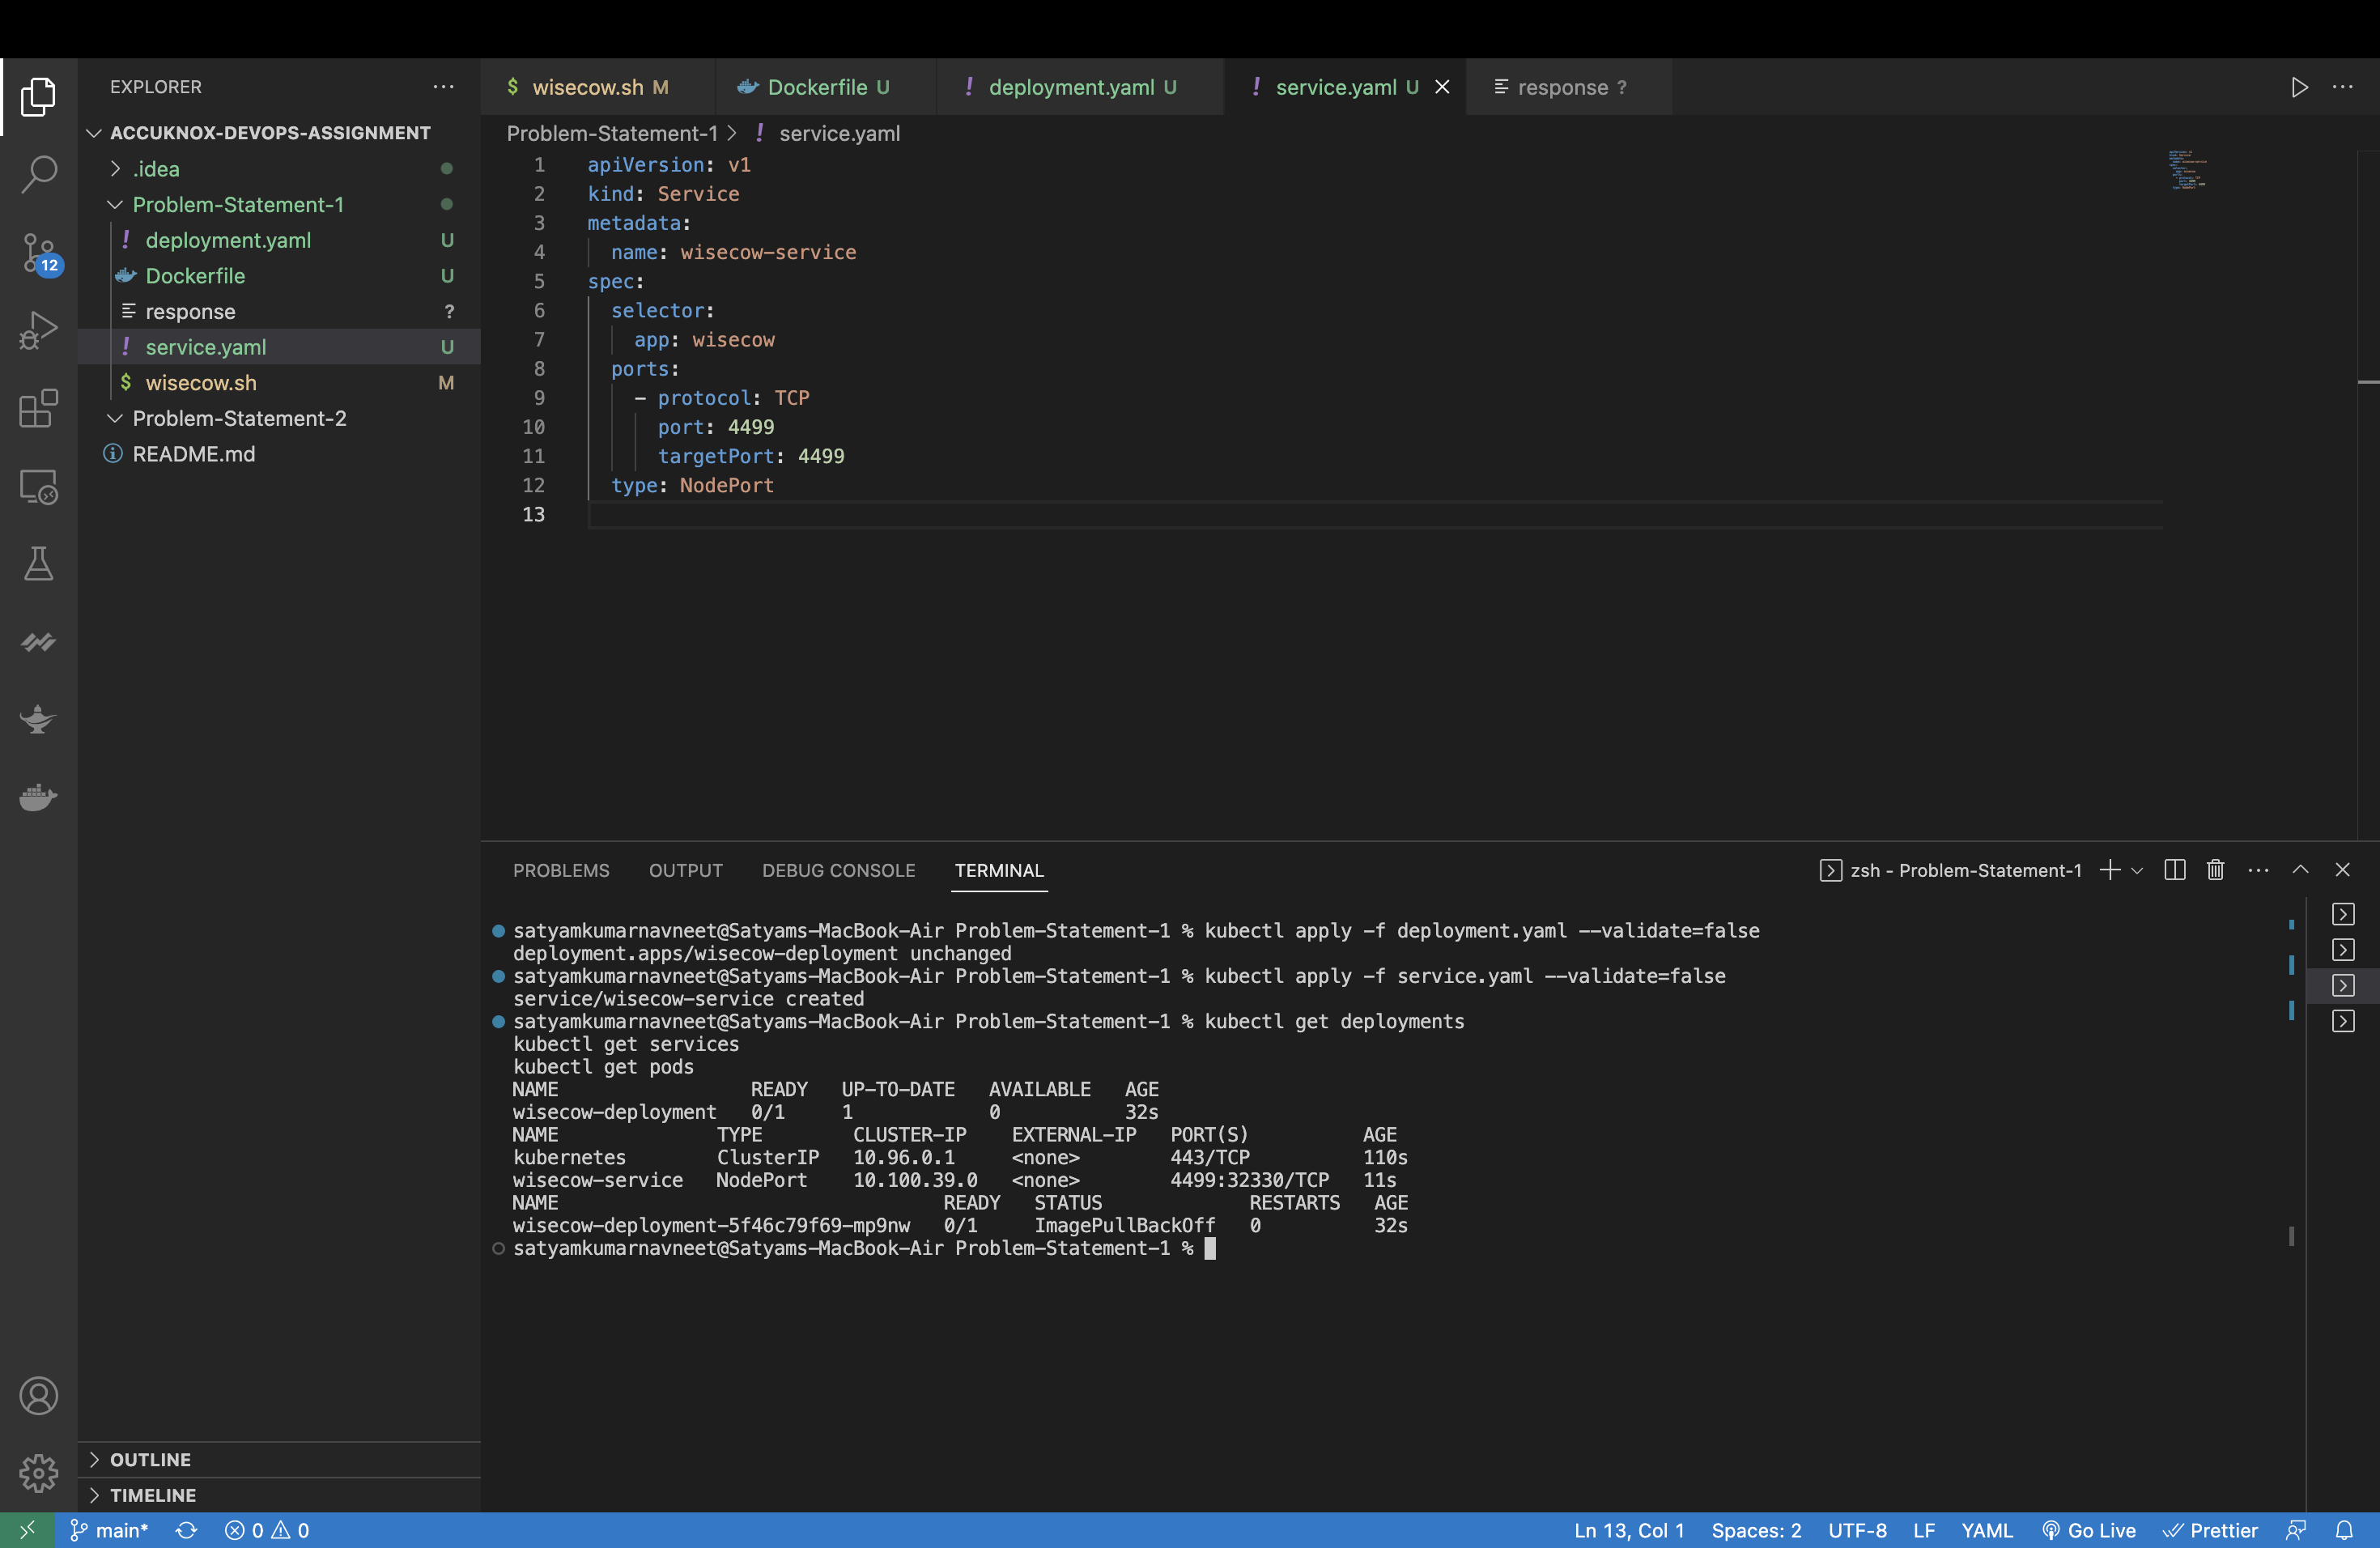 EXPLORER
ACCUKNOX-DEVOPS-ASSIGNMENT
.idea
Problem-Statement-1
deployment.yaml U
Dockerfile U
response ?
service.yaml U
wisecow.sh M
Problem-Statement-2
README.md
12
OUTLINE
TIMELINE
$ wisecow.sh M
Dockerfile U
! deployment.yaml U
! service.yaml U
response ?
Problem-Statement-1 > ! service.yaml
1 apiVersion: v1
2 kind: Service
3 metadata:
4 name: wisecow-service
5 spec:
6 selector:
7 app: wisecow
8 ports:
9 - protocol: TCP
10 port: 4499
11 targetPort: 4499
12 type: NodePort
13
PROBLEMS OUTPUT DEBUG CONSOLE TERMINAL
zsh - Problem-Statement-1
satyamkumarnavneet@Satyams-MacBook-Air Problem-Statement-1 % kubectl apply -f deployment.yaml --validate=false
deployment.apps/wisecow-deployment unchanged
satyamkumarnavneet@Satyams-MacBook-Air Problem-Statement-1 % kubectl apply -f service.yaml --validate=false
service/wisecow-service created
satyamkumarnavneet@Satyams-MacBook-Air Problem-Statement-1 % kubectl get deployments
kubectl get services
kubectl get pods
NAME READY UP-TO-DATE AVAILABLE AGE
wisecow-deployment 0/1 1 0 32s
NAME TYPE CLUSTER-IP EXTERNAL-IP PORT(S) AGE
kubernetes ClusterIP 10.96.0.1 <none> 443/TCP 110s
wisecow-service NodePort 10.100.39.0 <none> 4499:32330/TCP 11s
NAME READY STATUS RESTARTS AGE
wisecow-deployment-5f46c79f69-mp9nw 0/1 ImagePullBackOff 0 32s
satyamkumarnavneet@Satyams-MacBook-Air Problem-Statement-1 %
main* 0 0
Ln 13, Col 1 Spaces: 2 UTF-8 LF YAML Go Live Prettier